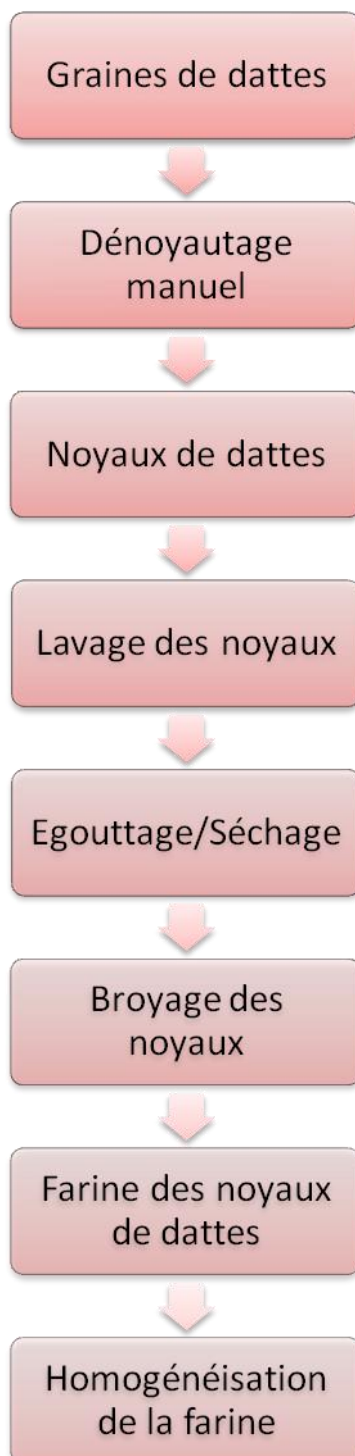 Graines de dattes
Dénoyautage
manuel
Noyaux de dattes
Lavage des noyaux
Egouttage/Séchage
Broyage des
noyaux
Farine des noyaux
de dattes
Homogénéisation
de la farine